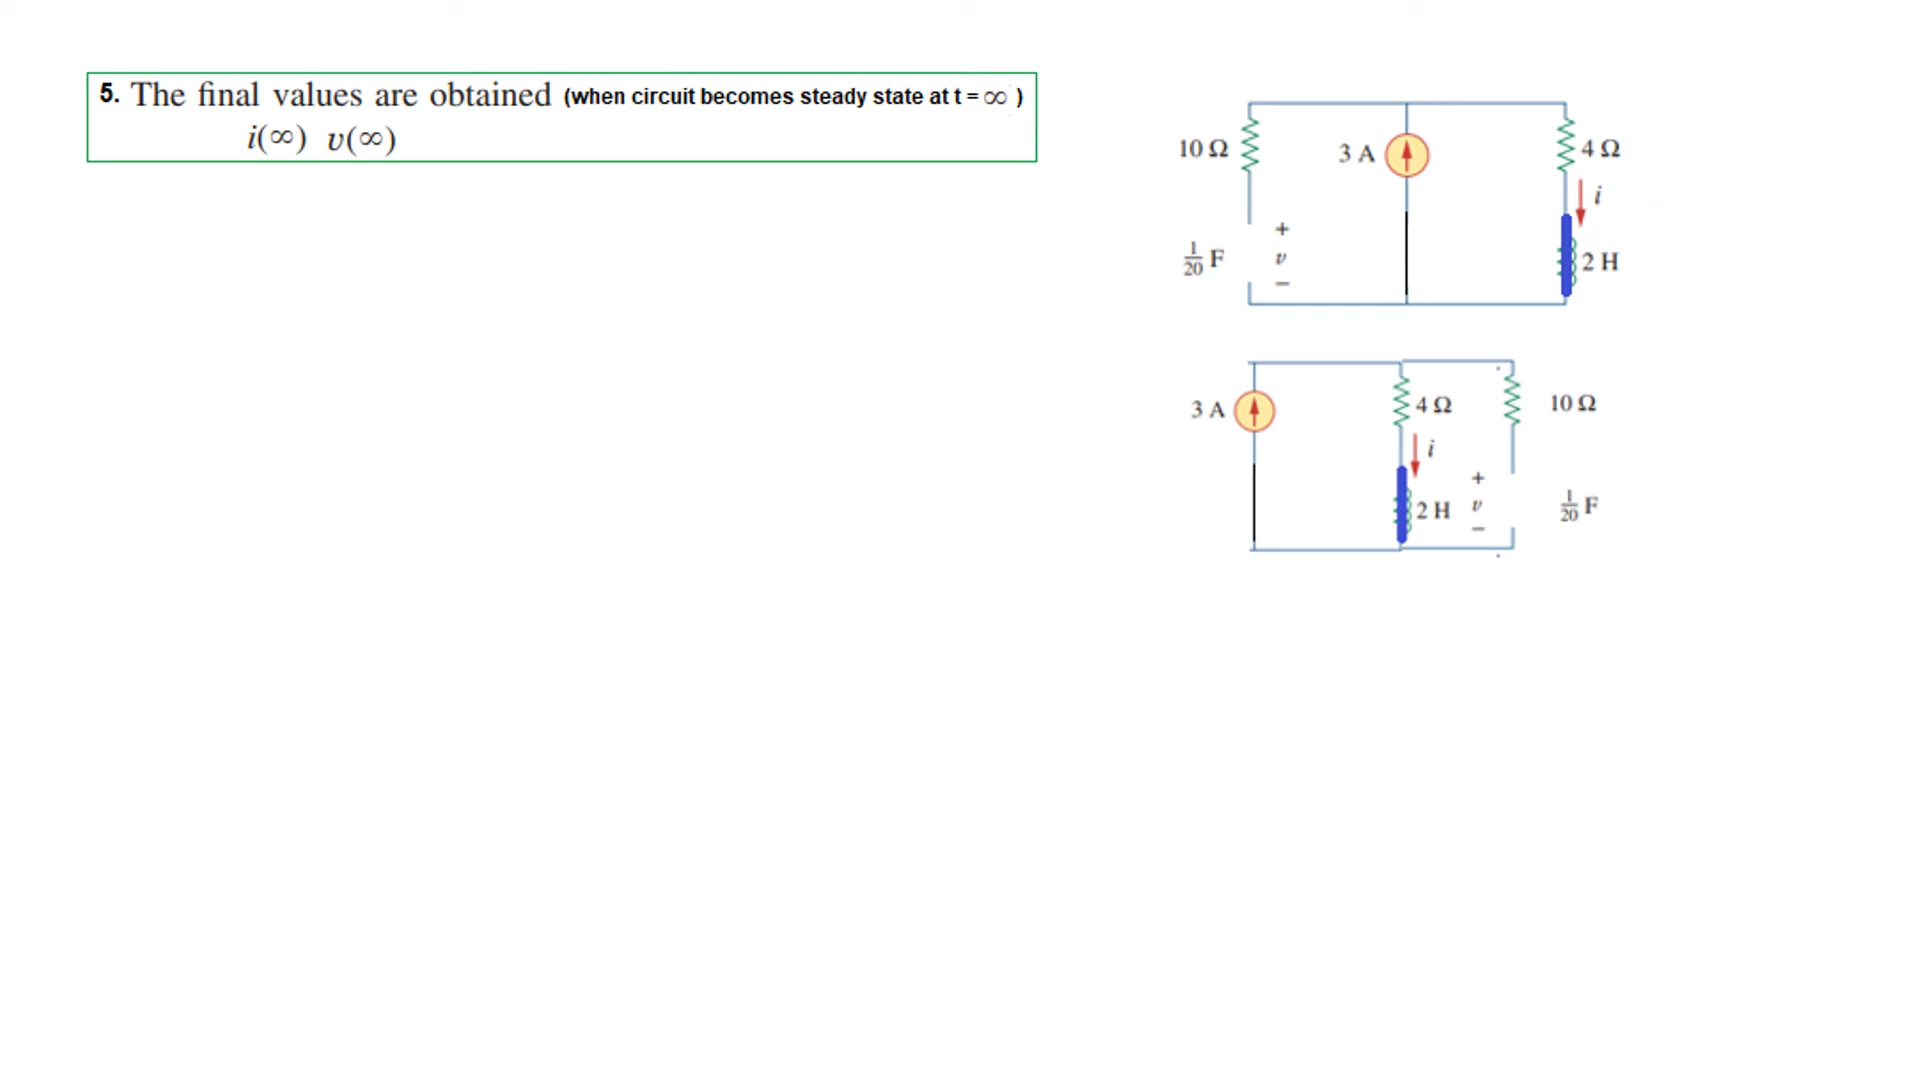 5. The final values are obtained (when circuit becomes steady state at t = ∞ )
i(∞) v(∞)
10 Ω
3 A
4 Ω
i
+
1/20 F
v
2 H
−
3 A
4 Ω
10 Ω
i
+
2 H
v
1/20 F
−